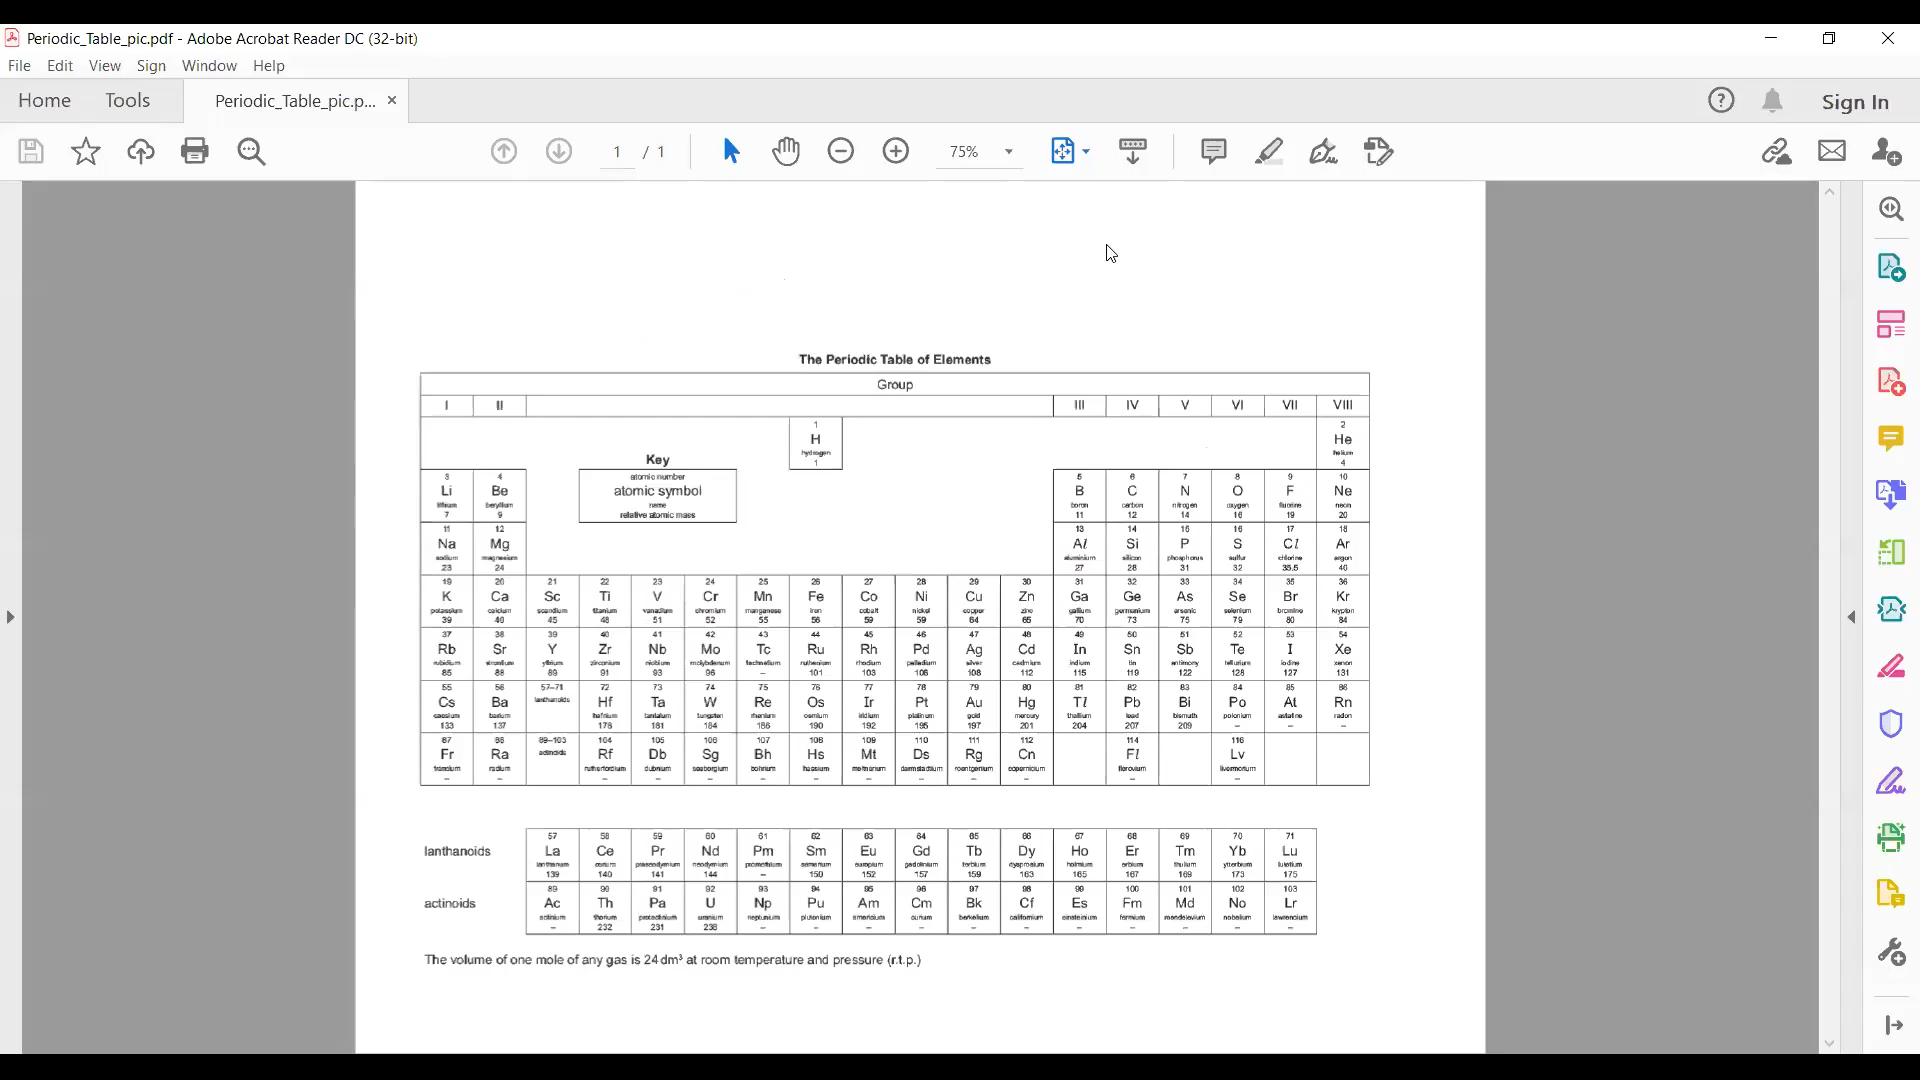 Periodic_Table_pic.pdf - Adobe Acrobat Reader DC (32-bit)
File Edit View Sign Window Help
Home Tools Periodic_Table_pic.p... ×
Sign In
1 / 1 75%
The Periodic Table of Elements
Group
I II III IV V VI VII VIII
1 2
H He
hydrogen helium
1 4
Key
3 4 atomic number 5 6 7 8 9 10
Li Be atomic symbol B C N O F Ne
lithium beryllium name boron carbon nitrogen oxygen fluorine neon
7 9 relative atomic mass 11 12 14 16 19 20
11 12 13 14 15 16 17 18
Na Mg Al Si P S Cl Ar
sodium magnesium aluminium silicon phosphorus sulfur chlorine argon
23 24 27 28 31 32 35.5 40
19 20 21 22 23 24 25 26 27 28 29 30 31 32 33 34 35 36
K Ca Sc Ti V Cr Mn Fe Co Ni Cu Zn Ga Ge As Se Br Kr
potassium calcium scandium titanium vanadium chromium manganese iron cobalt nickel copper zinc gallium germanium arsenic selenium bromine krypton
39 40 45 48 51 52 55 56 59 59 64 65 70 73 75 79 80 84
37 38 39 40 41 42 43 44 45 46 47 48 49 50 51 52 53 54
Rb Sr Y Zr Nb Mo Tc Ru Rh Pd Ag Cd In Sn Sb Te I Xe
rubidium strontium yttrium zirconium niobium molybdenum technetium ruthenium rhodium palladium silver cadmium indium tin antimony tellurium iodine xenon
85 88 89 91 93 96 – 101 103 106 108 112 115 119 122 128 127 131
55 56 57–71 72 73 74 75 76 77 78 79 80 81 82 83 84 85 86
Cs Ba lanthanoids Hf Ta W Re Os Ir Pt Au Hg Tl Pb Bi Po At Rn
caesium barium hafnium tantalum tungsten rhenium osmium iridium platinum gold mercury thallium lead bismuth polonium astatine radon
133 137 178 181 184 186 190 192 195 197 201 204 207 209 – – –
87 88 89–103 104 105 106 107 108 109 110 111 112 114 116
Fr Ra actinoids Rf Db Sg Bh Hs Mt Ds Rg Cn Fl Lv
francium radium rutherfordium dubnium seaborgium bohrium hassium meitnerium darmstadtium roentgenium copernicium flerovium livermorium
– – – – – – – – – – – – –
57 58 59 60 61 62 63 64 65 66 67 68 69 70 71
lanthanoids La Ce Pr Nd Pm Sm Eu Gd Tb Dy Ho Er Tm Yb Lu
lanthanum cerium praseodymium neodymium promethium samarium europium gadolinium terbium dysprosium holmium erbium thulium ytterbium lutetium
139 140 141 144 – 150 152 157 159 163 165 167 169 173 175
89 90 91 92 93 94 95 96 97 98 99 100 101 102 103
actinoids Ac Th Pa U Np Pu Am Cm Bk Cf Es Fm Md No Lr
actinium thorium protactinium uranium neptunium plutonium americium curium berkelium californium einsteinium fermium mendelevium nobelium lawrencium
– 232 231 238 – – – – – – – – – – –
The volume of one mole of any gas is 24 dm³ at room temperature and pressure (r.t.p.)